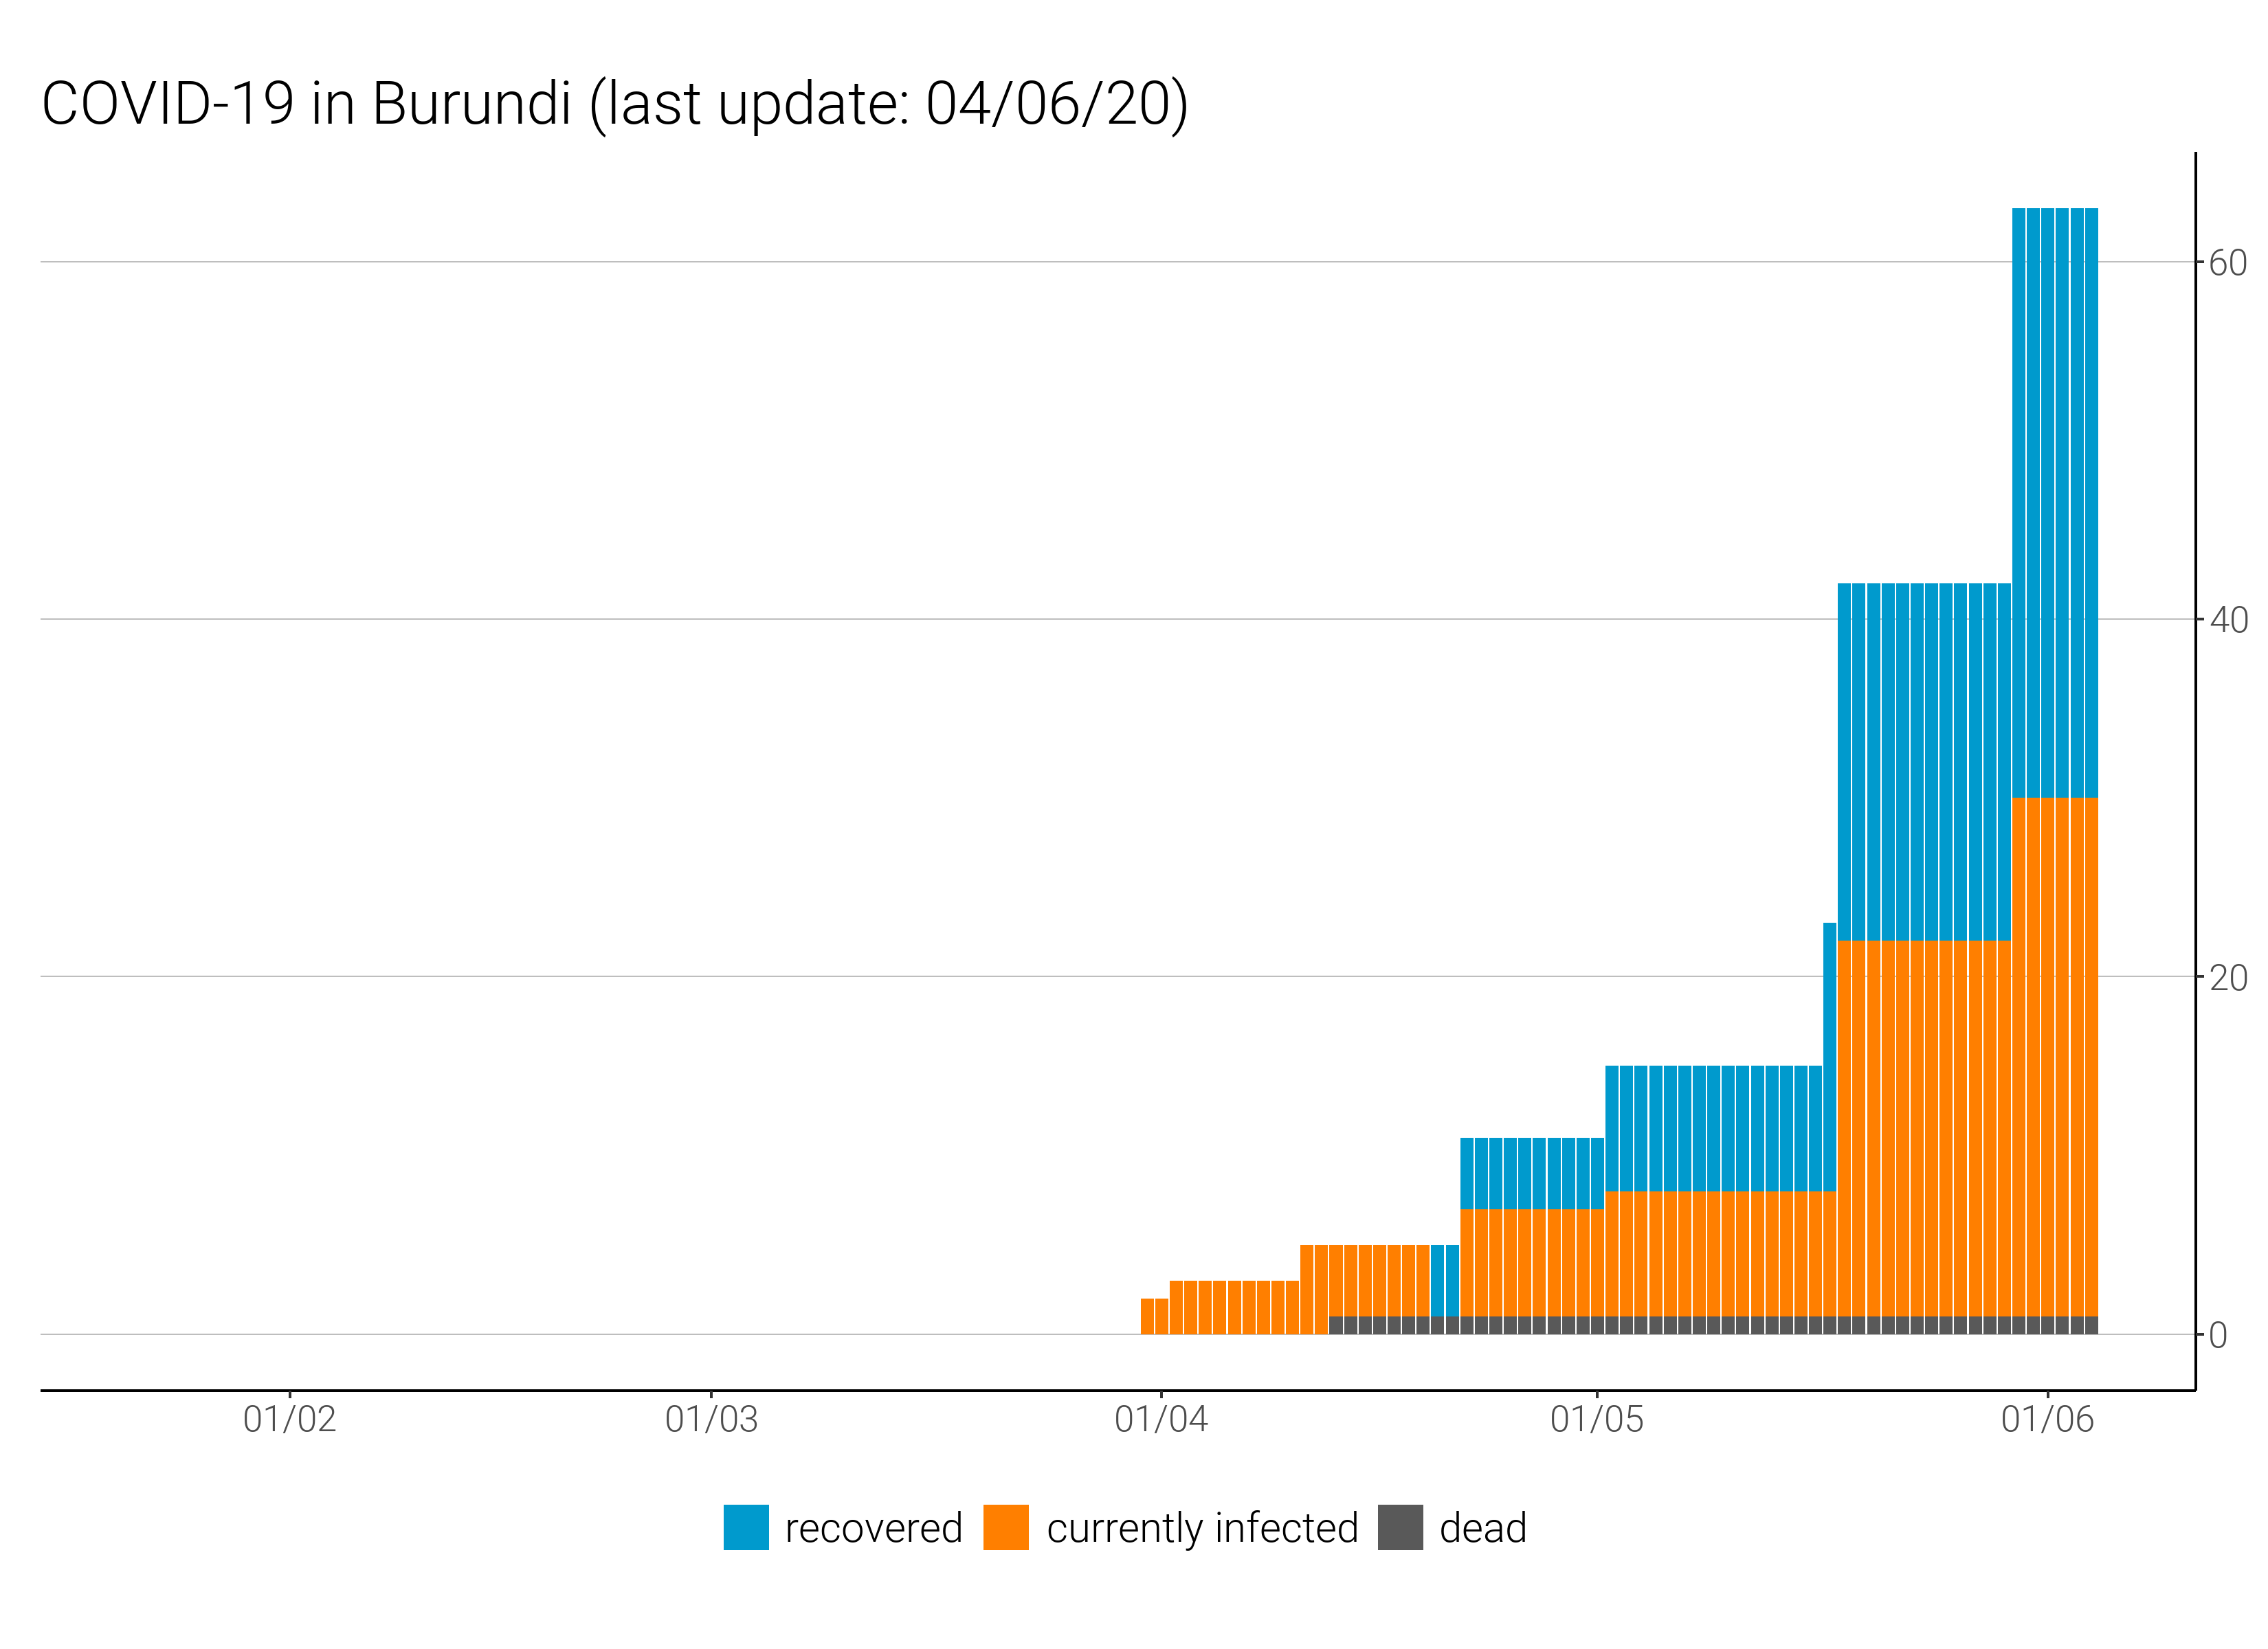 COVID-19 in Burundi (last update: 04/06/20)
60
40
20
0
01/02 01/03 01/04 01/05 01/06
recovered currently infected dead